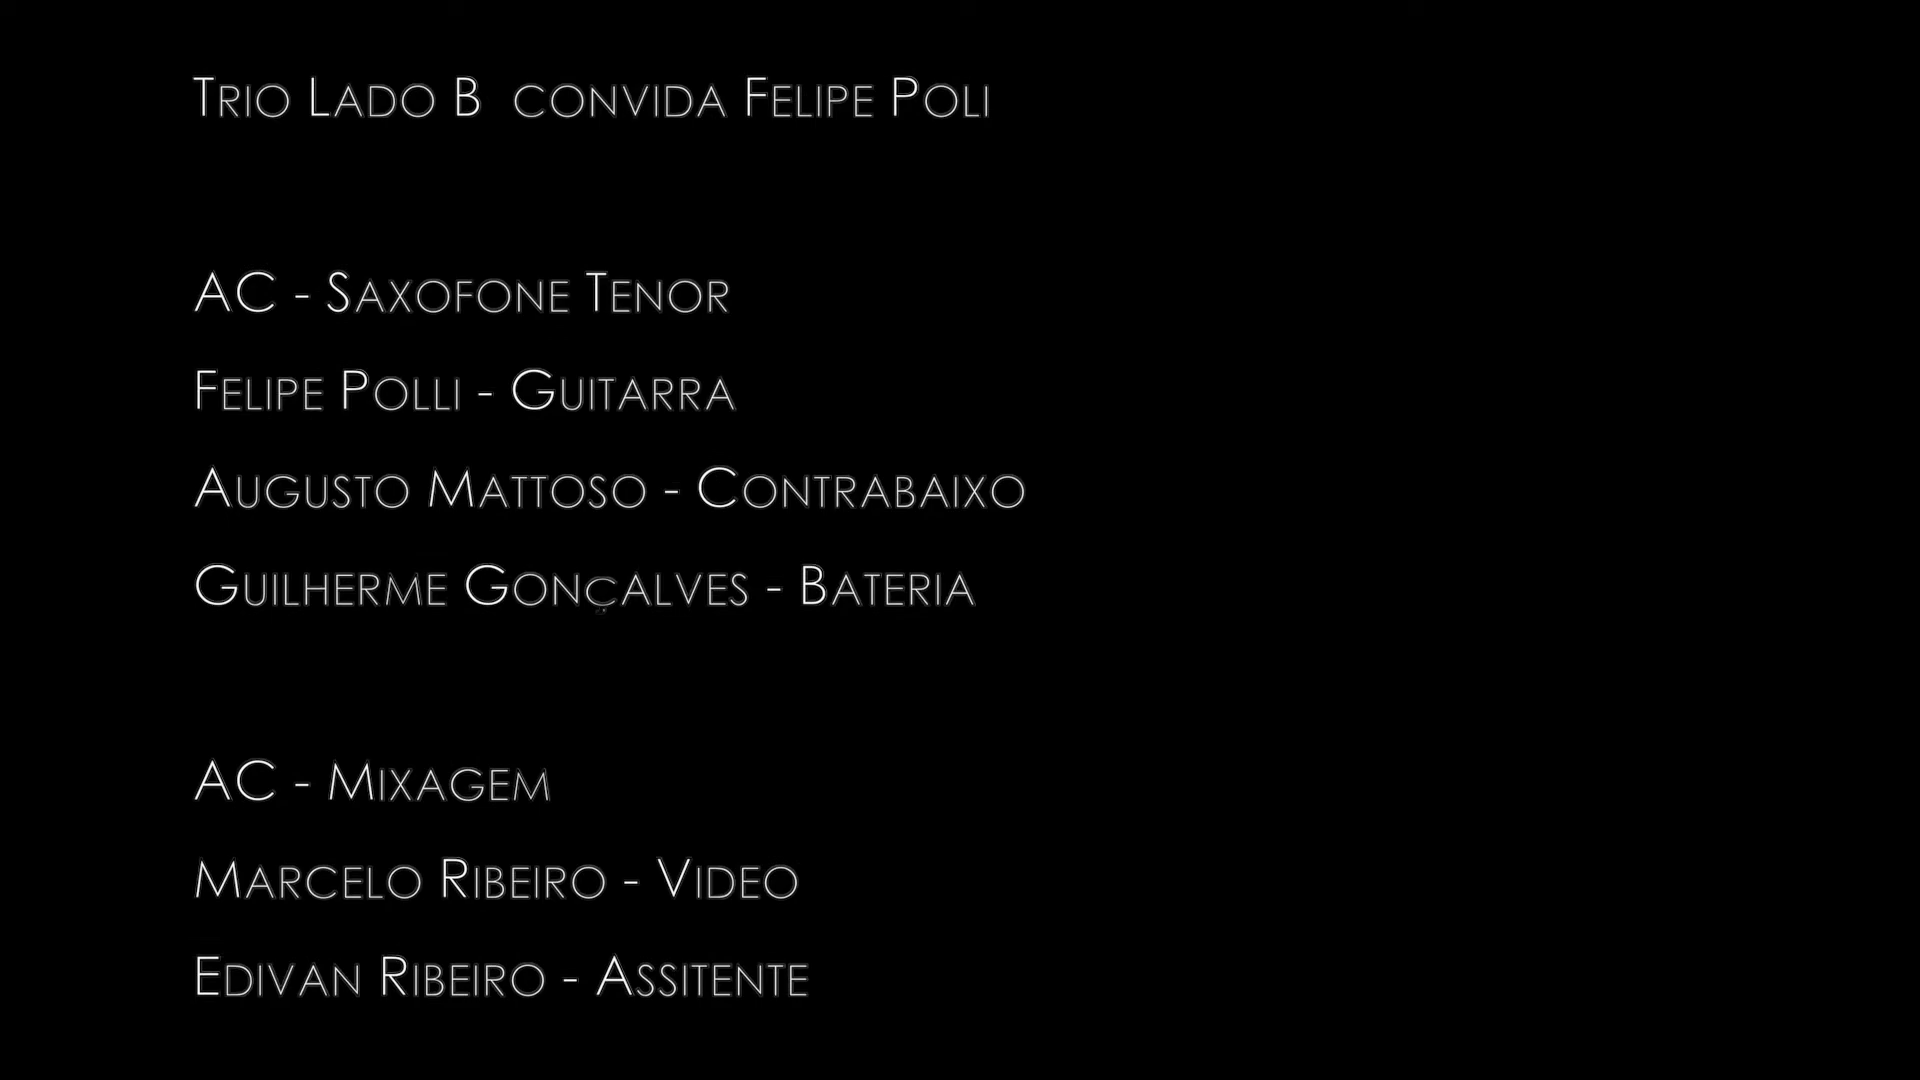 Trio Lado B convida Felipe Poli
AC - Saxofone Tenor
Felipe Polli - Guitarra
Augusto Mattoso - Contrabaixo
Guilherme Gonçalves - Bateria
AC - Mixagem
Marcelo Ribeiro - Video
Edivan Ribeiro - Assitente